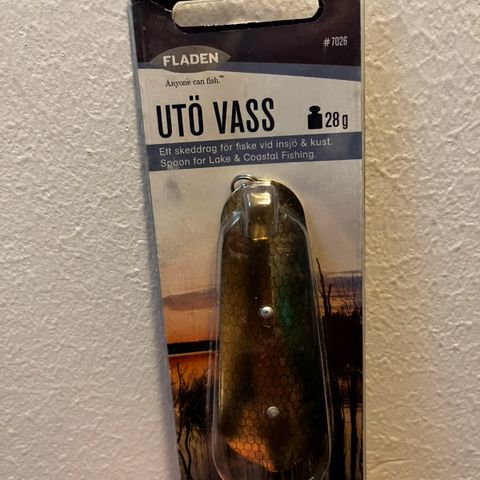 #7026
FLADEN
Anyone can fish.™
UTÖ VASS
28 g
Ett skeddrag för fiske vid insjö & kust.
Spoon for Lake & Coastal Fishing.